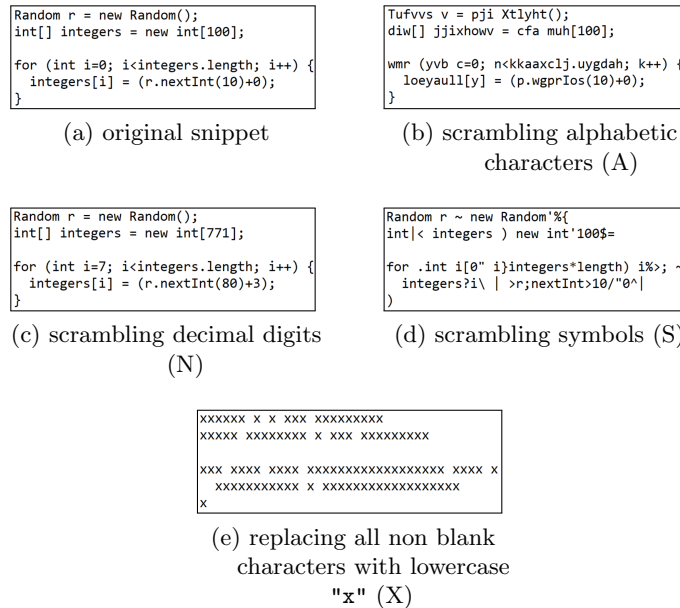 Random r = new Random();
int[] integers = new int[100];
for (int i=0; i<integers.length; i++) {
integers[i] = (r.nextInt(10)+0);
}
(a) original snippet
Tufvvs v = pji Xtlyht();
diw[] jjixhowv = cfa muh[100];
wmr (yvb c=0; n<kkaaxclj.uygdah; k++) {
loeyaull[y] = (p.wgprIos(10)+0);
}
(b) scrambling alphabetic
characters (A)
Random r = new Random();
int[] integers = new int[771];
for (int i=7; i<integers.length; i++) {
integers[i] = (r.nextInt(80)+3);
}
(c) scrambling decimal digits
(N)
Random r ~ new Random'%{
int|< integers ) new int'100$=
for .int i[0" i}integers*length) i%>; ~
integers?i\ | >r;nextInt>10/"0^|
)
(d) scrambling symbols (S)
xxxxxx x x xxx xxxxxxxxx
xxxxx xxxxxxxx x xxx xxxxxxxxx
xxx xxxx xxxx xxxxxxxxxxxxxxxxxx xxxx x
xxxxxxxxxxx x xxxxxxxxxxxxxxxxxx
x
(e) replacing all non blank
characters with lowercase
"x" (X)